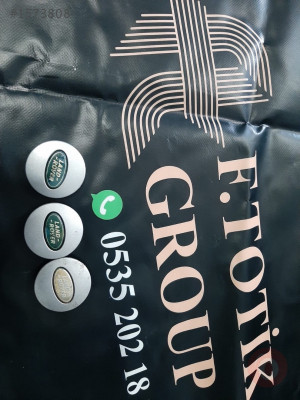 F.TOTİK
GROUP
0535 202 18
LAND
ROVER
LAND
ROVER